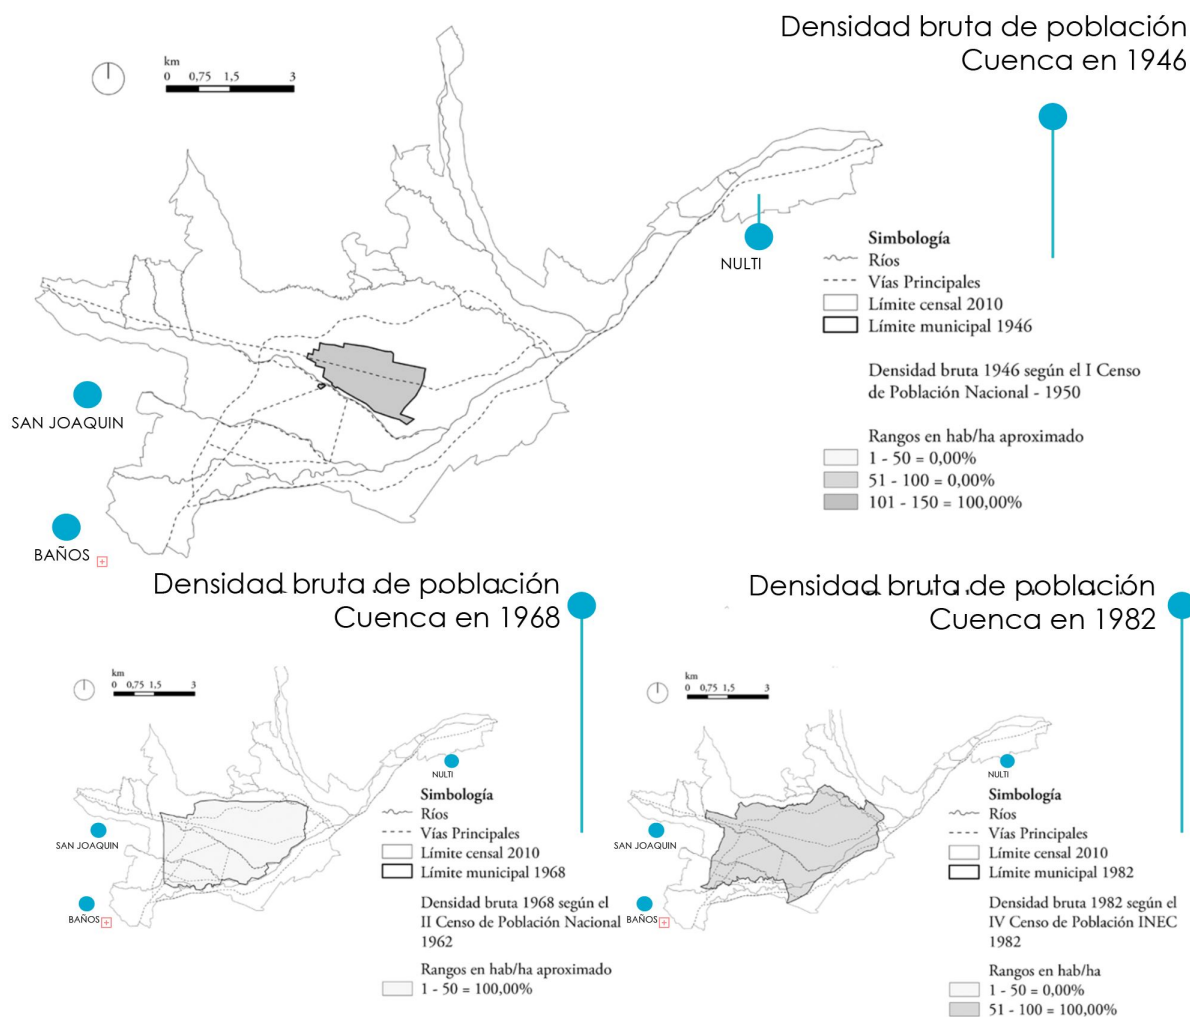 Densidad bruta de población
Cuenca en 1946
km
0 0,75 1,5 3
NULTI
SAN JOAQUIN
BAÑOS
Simbología
Ríos
Vías Principales
Límite censal 2010
Límite municipal 1946
Densidad bruta 1946 según el I Censo
de Población Nacional - 1950
Rangos en hab/ha aproximado
1 - 50 = 0,00%
51 - 100 = 0,00%
101 - 150 = 100,00%
Densidad bruta de población
Cuenca en 1968
km
0 0,75 1,5 3
NULTI
SAN JOAQUIN
BAÑOS
Simbología
Ríos
Vías Principales
Límite censal 2010
Límite municipal 1968
Densidad bruta 1968 según el
II Censo de Población Nacional
1962
Rangos en hab/ha aproximado
1 - 50 = 100,00%
Densidad bruta de población
Cuenca en 1982
km
0 0,75 1,5 3
NULTI
SAN JOAQUIN
BAÑOS
Simbología
Ríos
Vías Principales
Límite censal 2010
Límite municipal 1982
Densidad bruta 1982 según el
IV Censo de Población INEC
1982
Rangos en hab/ha
1 - 50 = 0,00%
51 - 100 = 100,00%